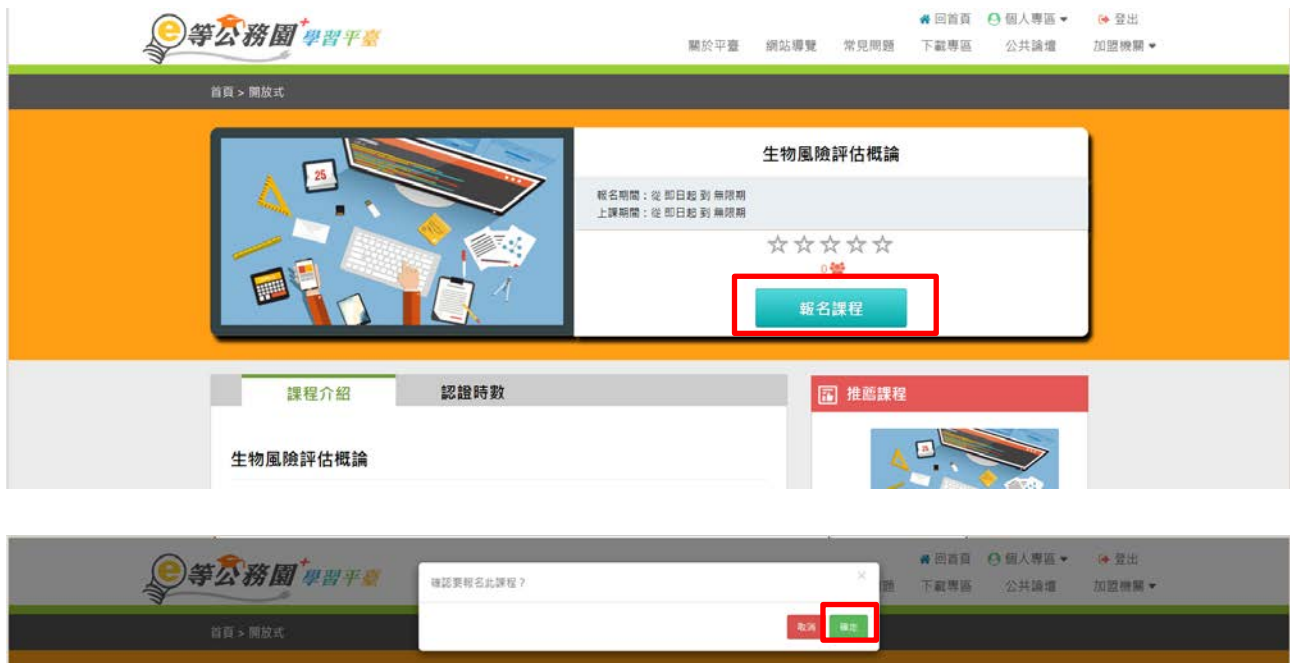 e等公務園+學習平臺
回首頁 個人專區 登出
關於平臺 網站導覽 常見問題 下載專區 公共論壇 加盟機關
首頁 > 開放式
25
生物風險評估概論
報名期間：從 即日起 到 無限期
上課期間：從 即日起 到 無限期
0
報名課程
課程介紹 認證時數
推薦課程
生物風險評估概論
e等公務園+學習平臺
回首頁 個人專區 登出
題 下載專區 公共論壇 加盟機關
確認要報名此課程？
×
取消 確定
首頁 > 開放式